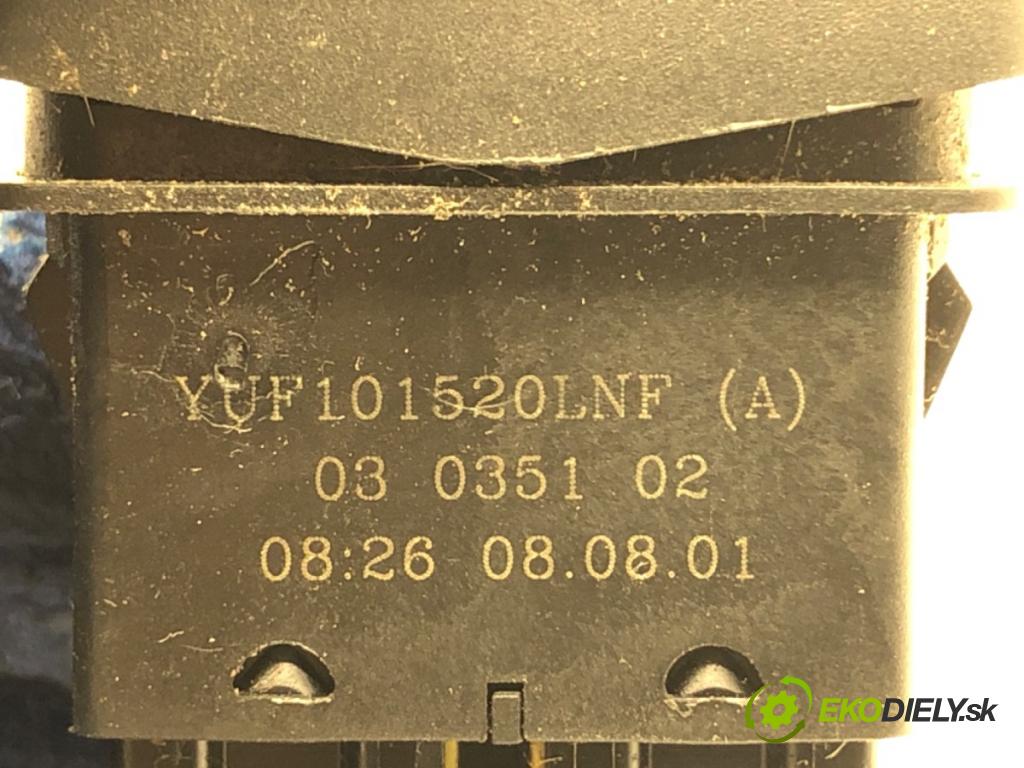 YUF101520LNF (A)
03 0351 02
08:26 08.08.01
EKODIELY.sk